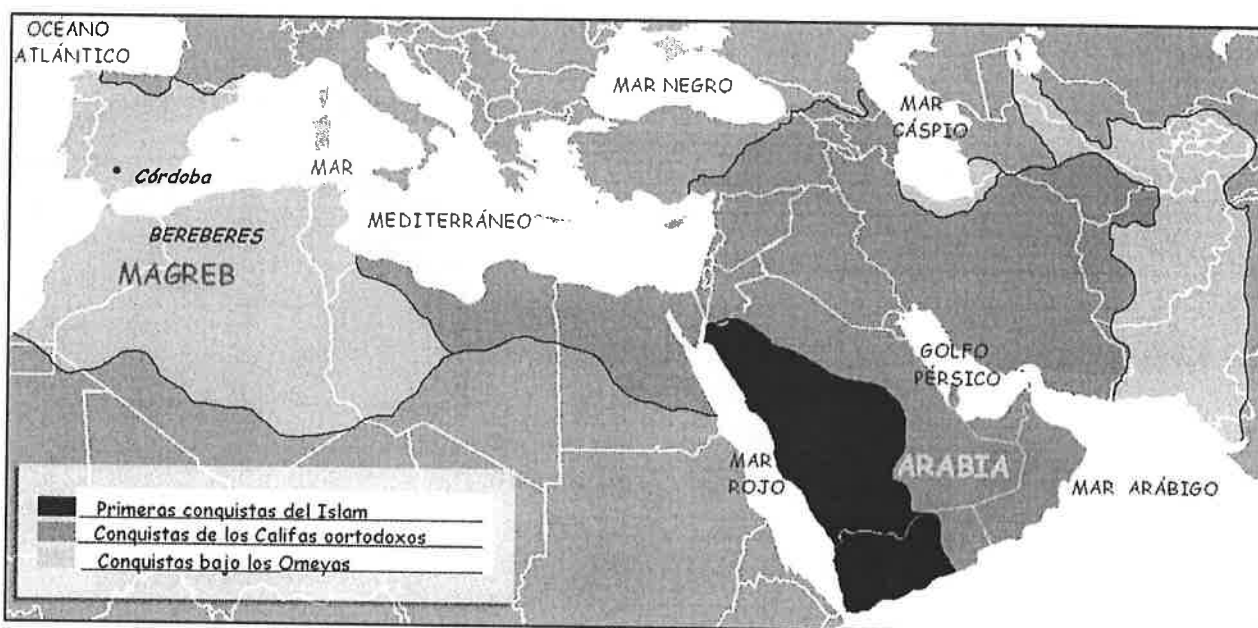 OCEÁNO
ATLÁNTICO
MAR NEGRO
MAR
CÁSPIO
Córdoba
MAR
MEDITERRÁNEO
BEREBERES
MAGREB
GOLFO
PÉRSICO
MAR
ROJO
ARABIA
MAR ARÁBIGO
Primeras conquistas del Islam
Conquistas de los Califas oortodoxos
Conquistas bajo los Omeyas